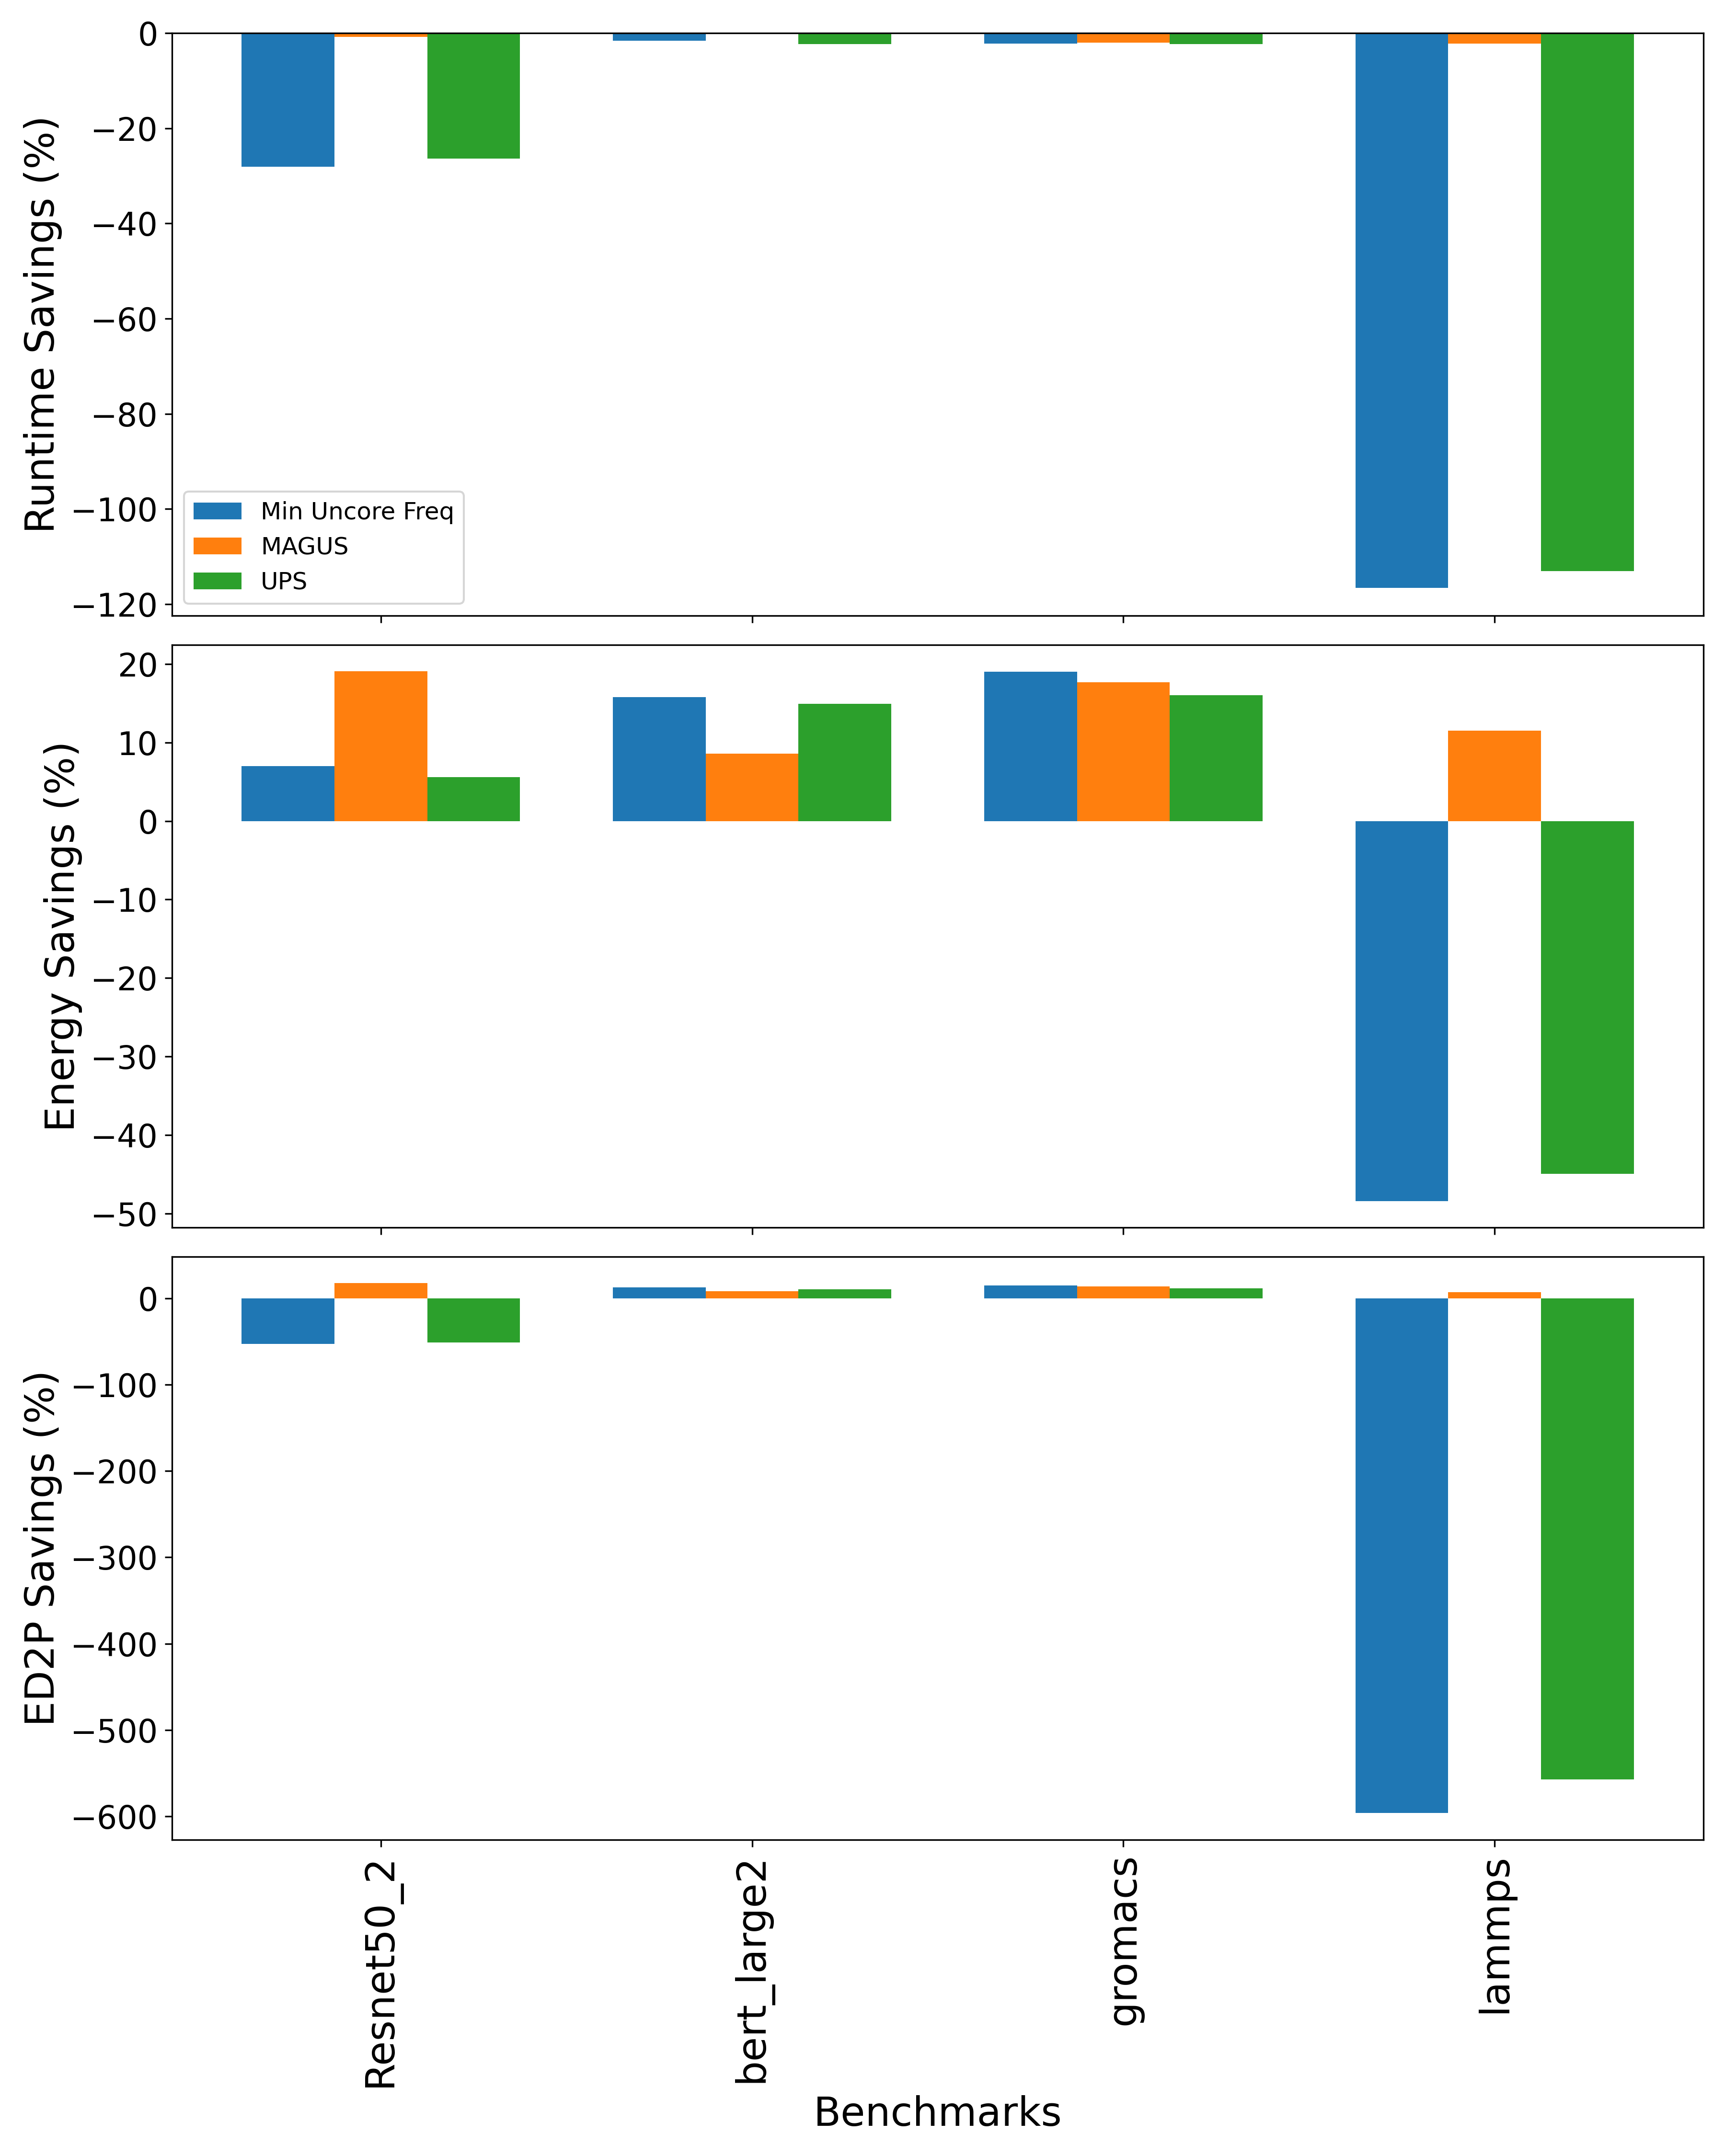 Runtime Savings (%)
0
−20
−40
−60
−80
−100
−120
Min Uncore Freq
MAGUS
UPS
Energy Savings (%)
20
10
0
−10
−20
−30
−40
−50
ED2P Savings (%)
0
−100
−200
−300
−400
−500
−600
Resnet50_2
bert_large2
gromacs
lammps
Benchmarks